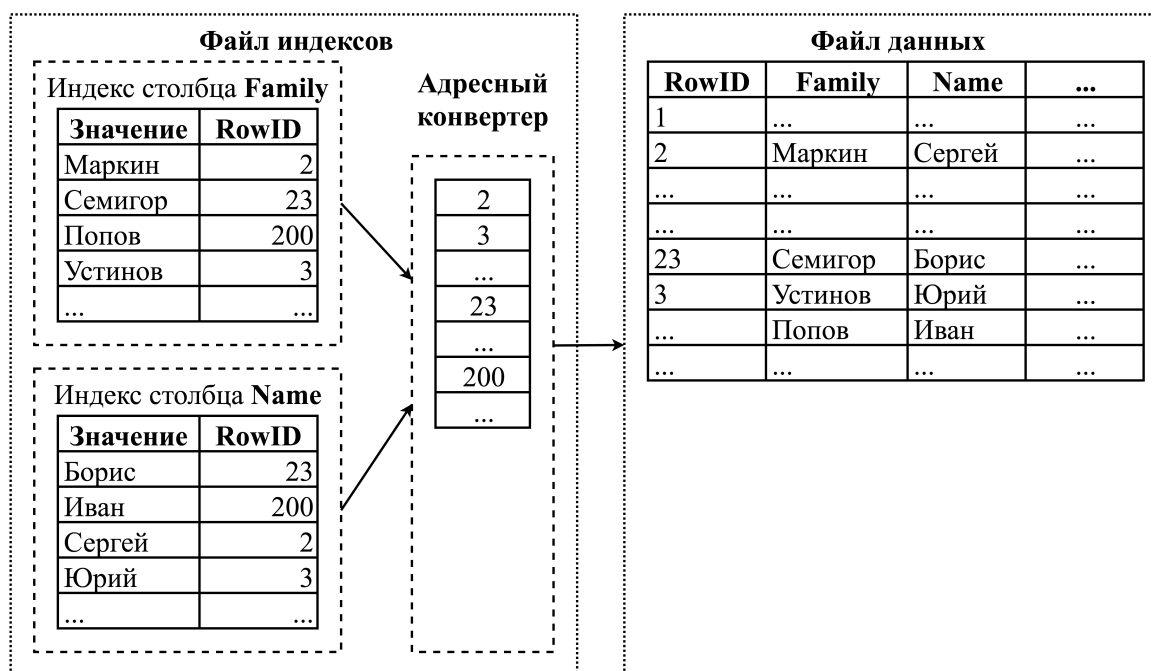 Файл индексов
Индекс столбца Family
Значение RowID
Маркин 2
Семигор 23
Попов 200
Устинов 3
... ...
Индекс столбца Name
Значение RowID
Борис 23
Иван 200
Сергей 2
Юрий 3
... ...
Адресный
конвертер
2
3
...
23
...
200
...
Файл данных
RowID Family Name ...
1 ... ... ...
2 Маркин Сергей ...
... ... ... ...
... ... ... ...
23 Семигор Борис ...
3 Устинов Юрий ...
... Попов Иван ...
... ... ... ...